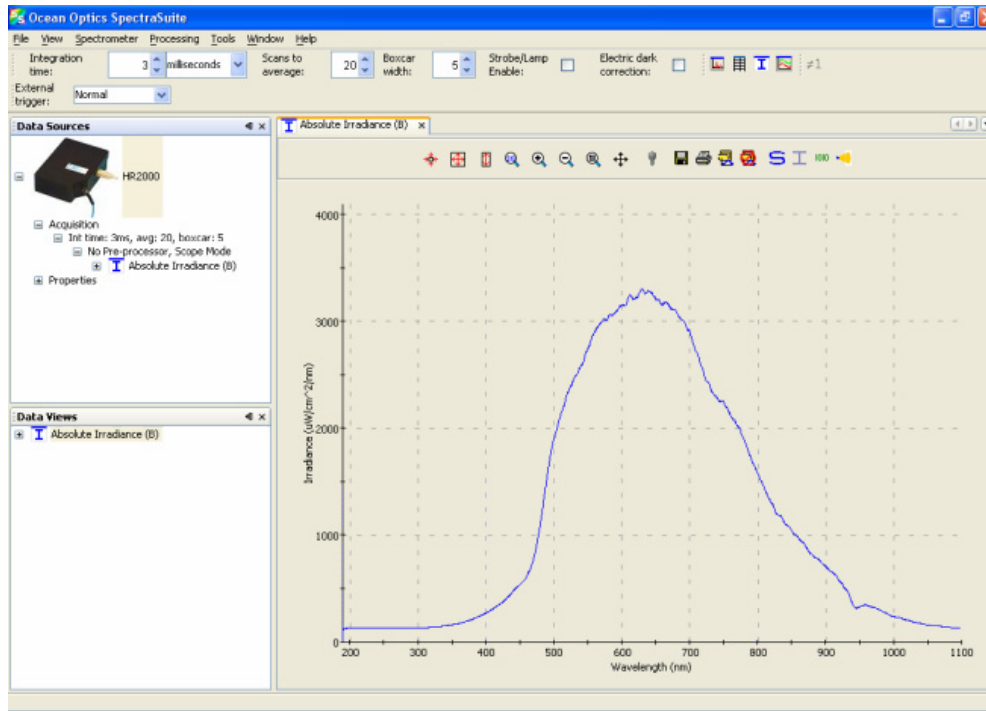 Ocean Optics SpectraSuite
File View Spectrometer Processing Tools Window Help
Integration time: 3 milliseconds Scans to average: 20 Boxcar width: 5 Strobe/Lamp Enable: Electric dark correction: ≠1
External trigger: Normal
Data Sources
HR2000
Acquisition
Int time: 3ms, avg: 20, boxcar: 5
No Pre-processor, Scope Mode
Absolute Irradiance (B)
Properties
Data Views
Absolute Irradiance (B)
Absolute Irradiance (B)
S
4000
3000
2000
1000
0
Irradiance (uW/cm^2/nm)
200 300 400 500 600 700 800 900 1000 1100
Wavelength (nm)